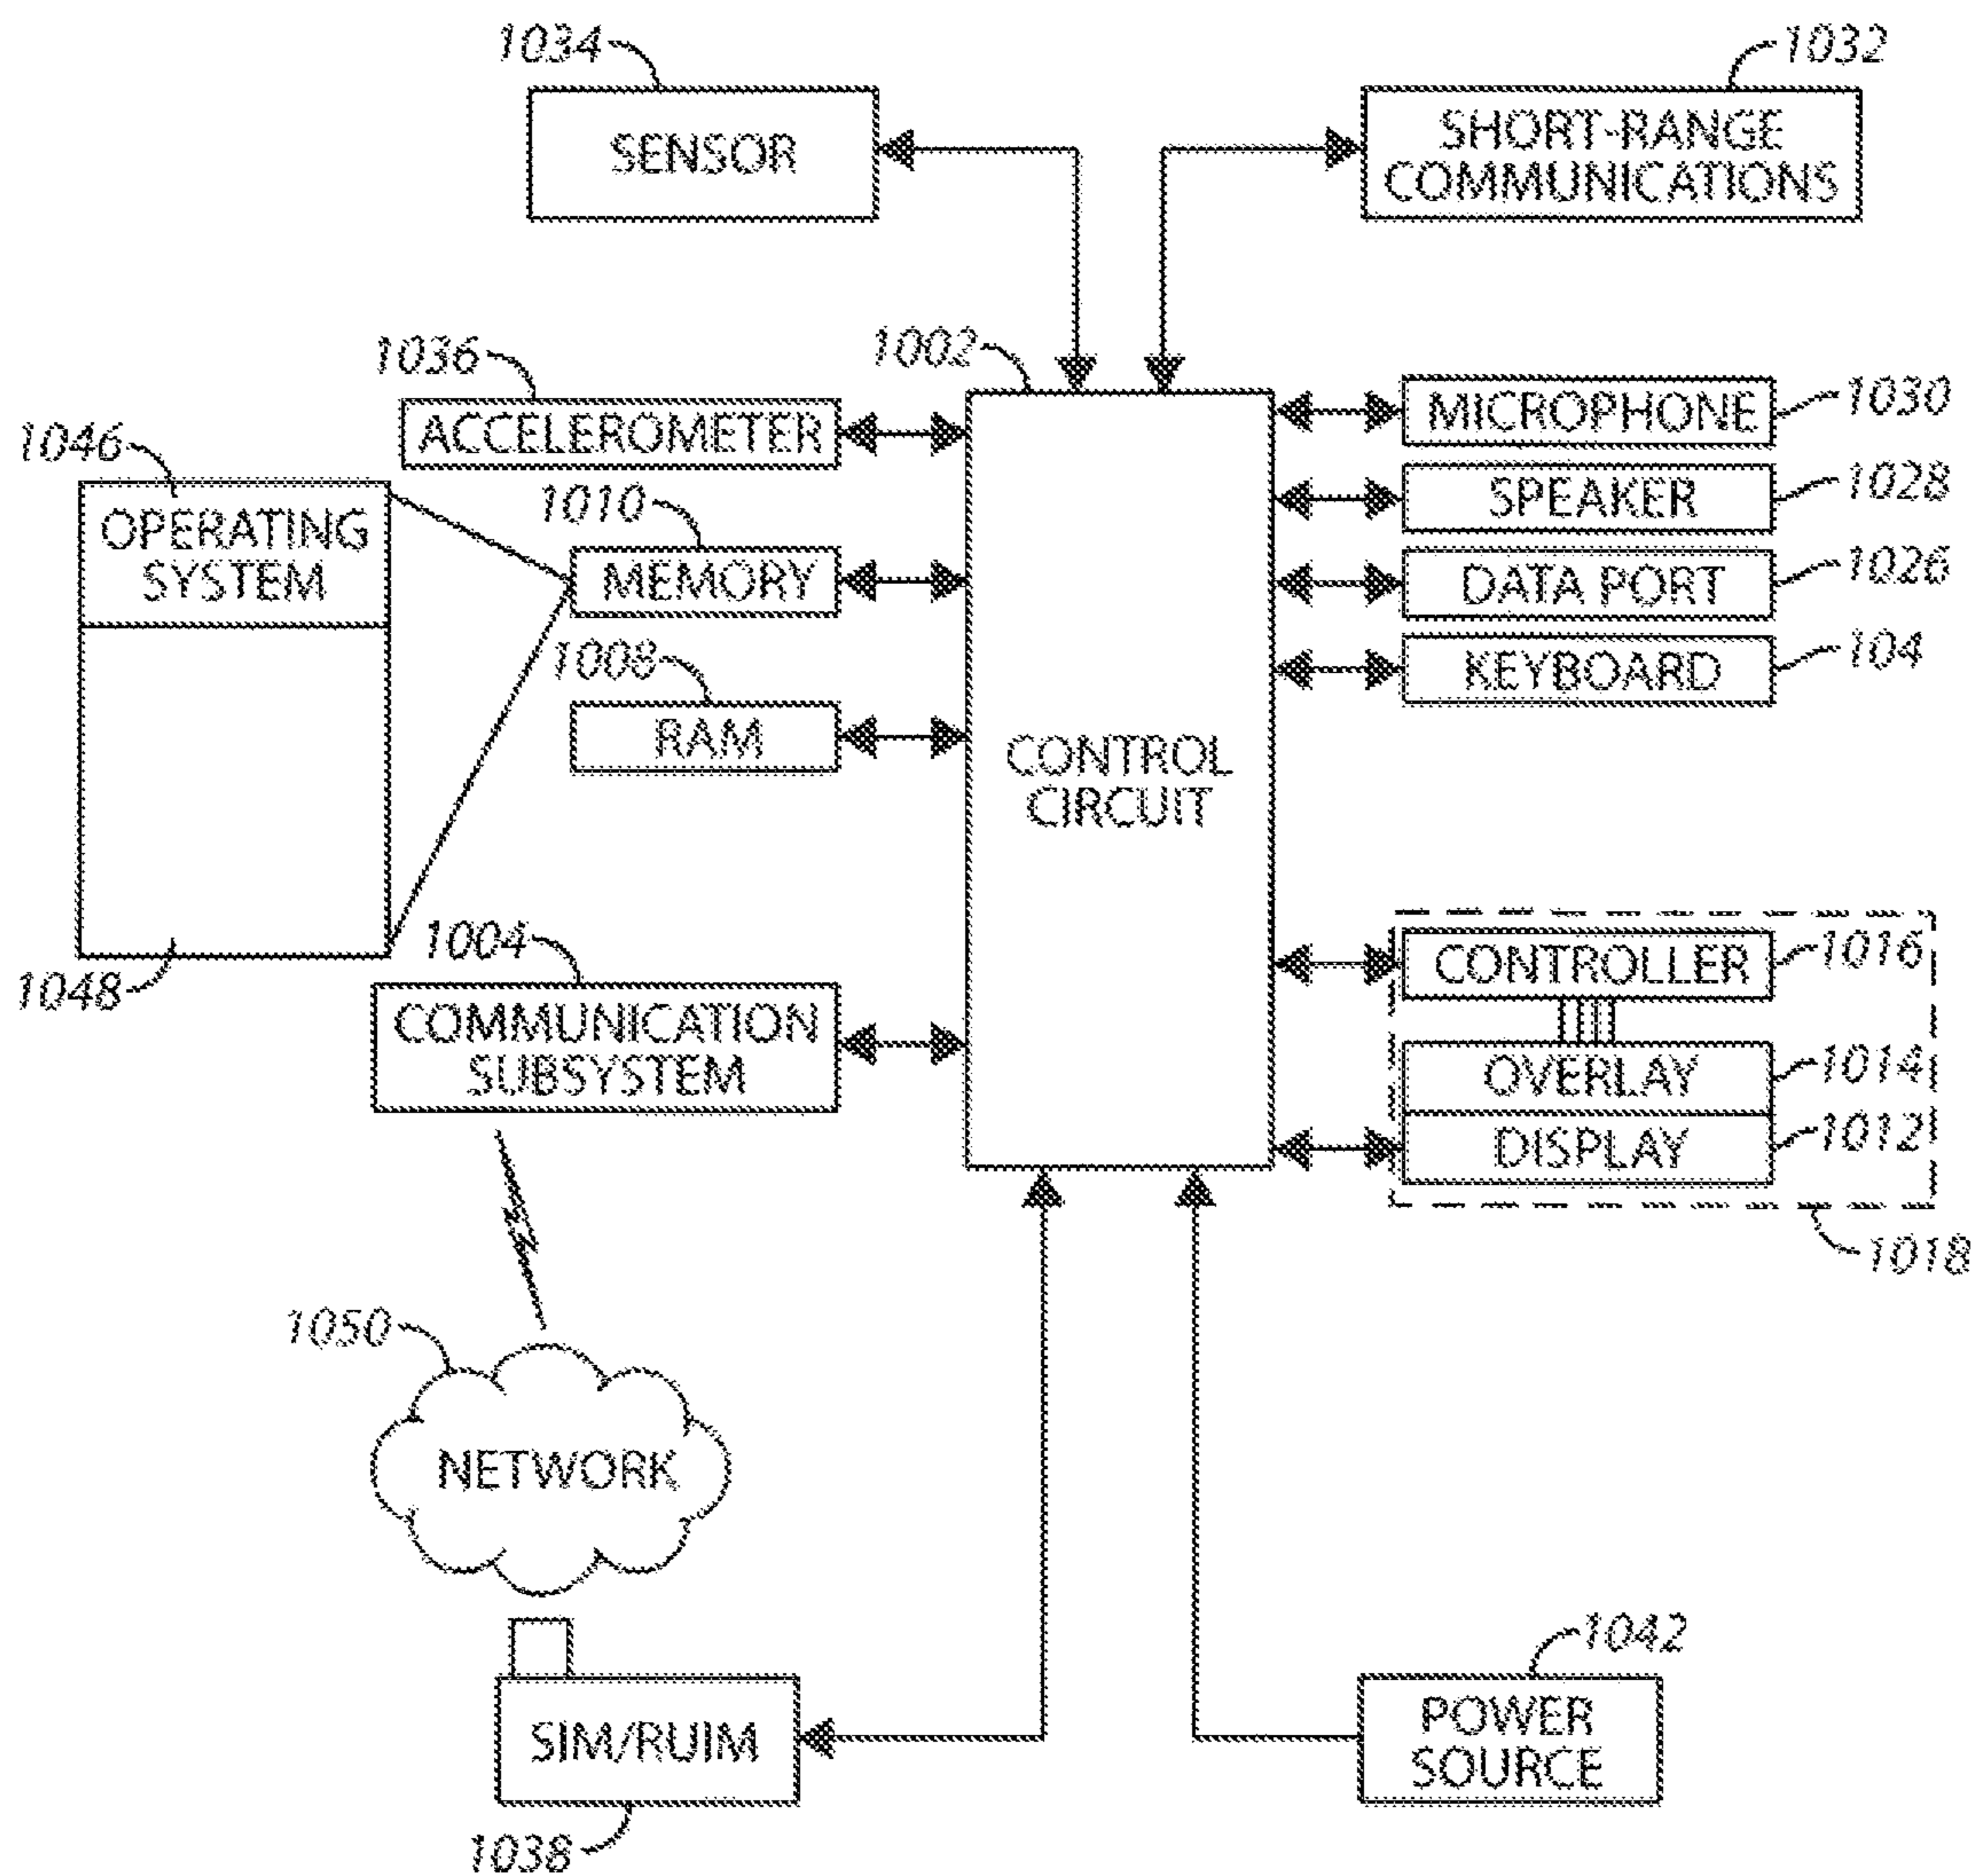 1034
SENSOR
1032
SHORT-RANGE
COMMUNICATIONS
1036
ACCELEROMETER
1002
CONTROL
CIRCUIT
MICROPHONE
1030
SPEAKER
1028
DATA PORT
1026
KEYBOARD
104
1046
OPERATING
SYSTEM
1048
1010
MEMORY
1008
RAM
1004
COMMUNICATION
SUBSYSTEM
CONTROLLER
1016
OVERLAY
1014
DISPLAY
1012
1018
1050
NETWORK
SIM/RUIM
1038
1042
POWER
SOURCE